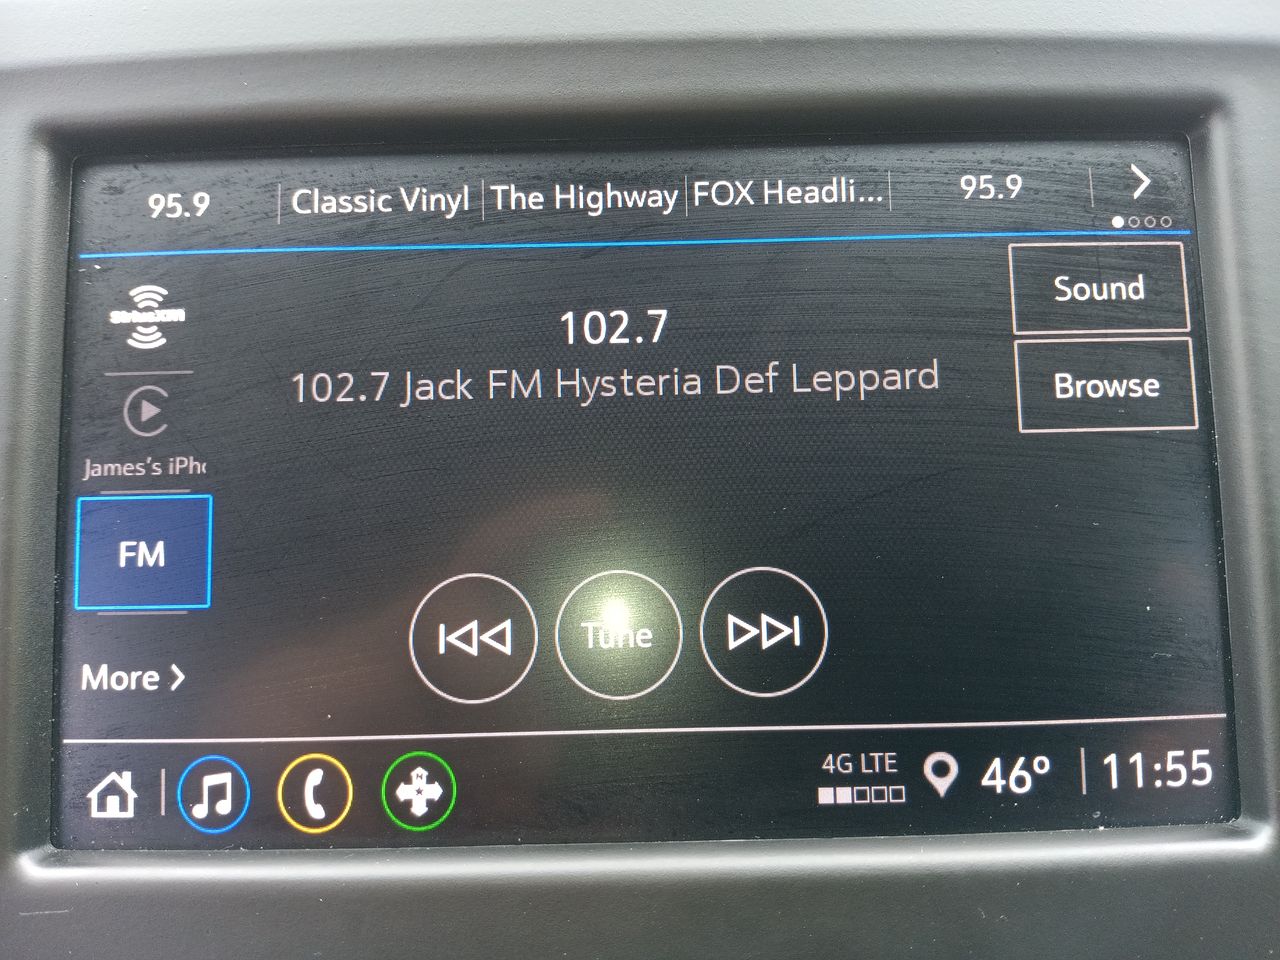 95.9 Classic Vinyl The Highway FOX Headli... 95.9
SiriusXM
Sound
102.7
102.7 Jack FM Hysteria Def Leppard
Browse
James's iPh
FM
Tune
More
4G LTE
46° 11:55
N